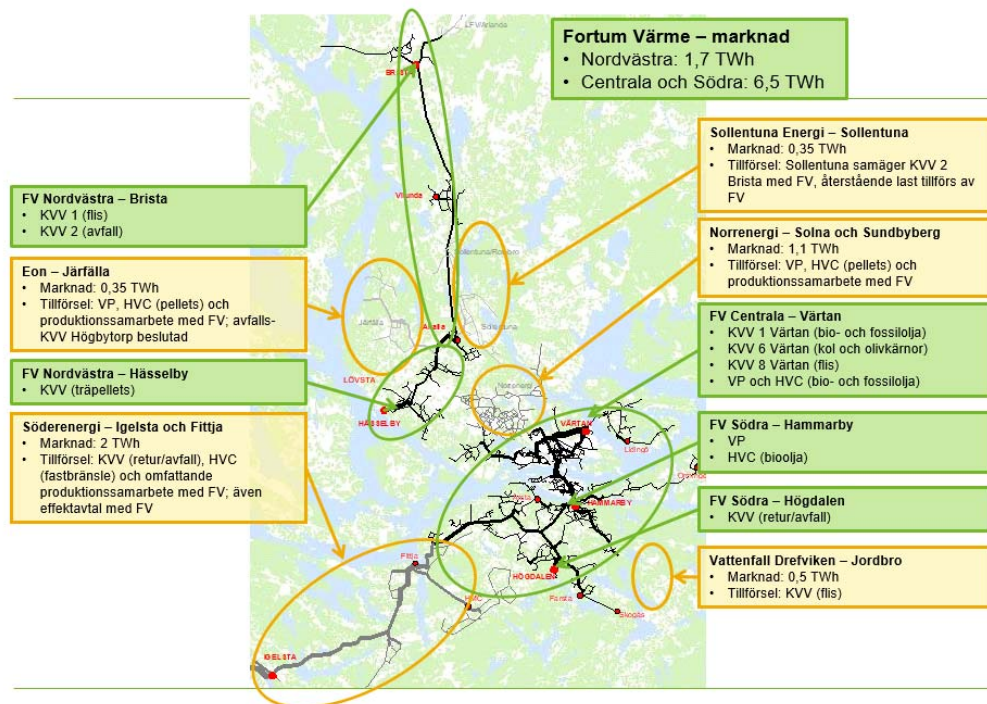 Fortum Värme – marknad
• Nordvästra: 1,7 TWh
• Centrala och Södra: 6,5 TWh
Sollentuna Energi – Sollentuna
• Marknad: 0,35 TWh
• Tillförsel: Sollentuna samäger KVV 2
Brista med FV, återstående last tillförs av
FV
FV Nordvästra – Brista
• KVV 1 (flis)
• KVV 2 (avfall)
Norrenergi – Solna och Sundbyberg
• Marknad: 1,1 TWh
• Tillförsel: VP, HVC (pellets) och
produktionssamarbete med FV
Eon – Järfälla
• Marknad: 0,35 TWh
• Tillförsel: VP, HVC (pellets) och
produktionssamarbete med FV; avfalls-
KVV Högbytorp beslutad
FV Centrala – Värtan
• KVV 1 Värtan (bio- och fossilolja)
• KVV 6 Värtan (kol och olivkärnor)
• KVV 8 Värtan (flis)
• VP och HVC (bio- och fossilolja)
FV Nordvästra – Hässelby
• KVV (träpellets)
Söderenergi – Igelsta och Fittja
• Marknad: 2 TWh
• Tillförsel: KVV (retur/avfall), HVC
(fastbränsle) och omfattande
produktionssamarbete med FV; även
effektavtal med FV
FV Södra – Hammarby
• VP
• HVC (bioolja)
FV Södra – Högdalen
• KVV (retur/avfall)
Vattenfall Drefviken – Jordbro
• Marknad: 0,5 TWh
• Tillförsel: KVV (flis)
Vilunda
Järfälla
Akalla
Sollentuna
LÖVSTA
HÄSSELBY
Norrenergi
VÄRTAN
Lidingö
HAMMARBY
Fittja
HÖGDALEN
HMC
Farsta
Skogås
IGELSTA